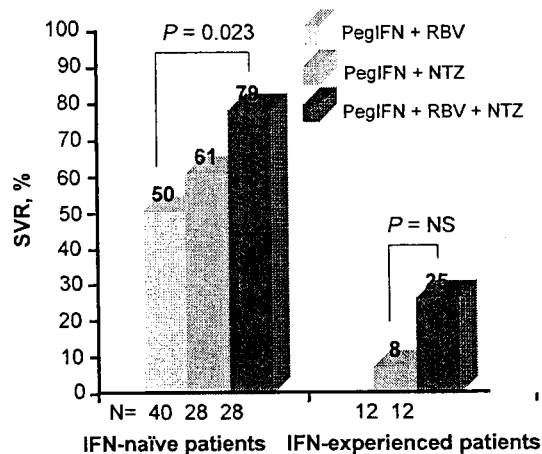 PegIFN + RBV
PegIFN + NTZ
PegIFN + RBV + NTZ
P = 0.023
P = NS
SVR, %
100
90
80
70
60
50
40
30
20
10
0
50
61
79
8
25
N= 40 28 28
12 12
IFN-naïve patients
IFN-experienced patients